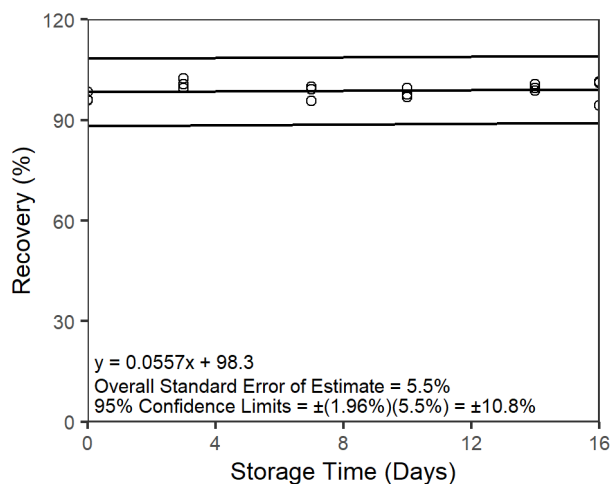 120
90
60
30
0
Recovery (%)
y = 0.0557x + 98.3
Overall Standard Error of Estimate = 5.5%
95% Confidence Limits = ±(1.96%)(5.5%) = ±10.8%
0 4 8 12 16
Storage Time (Days)